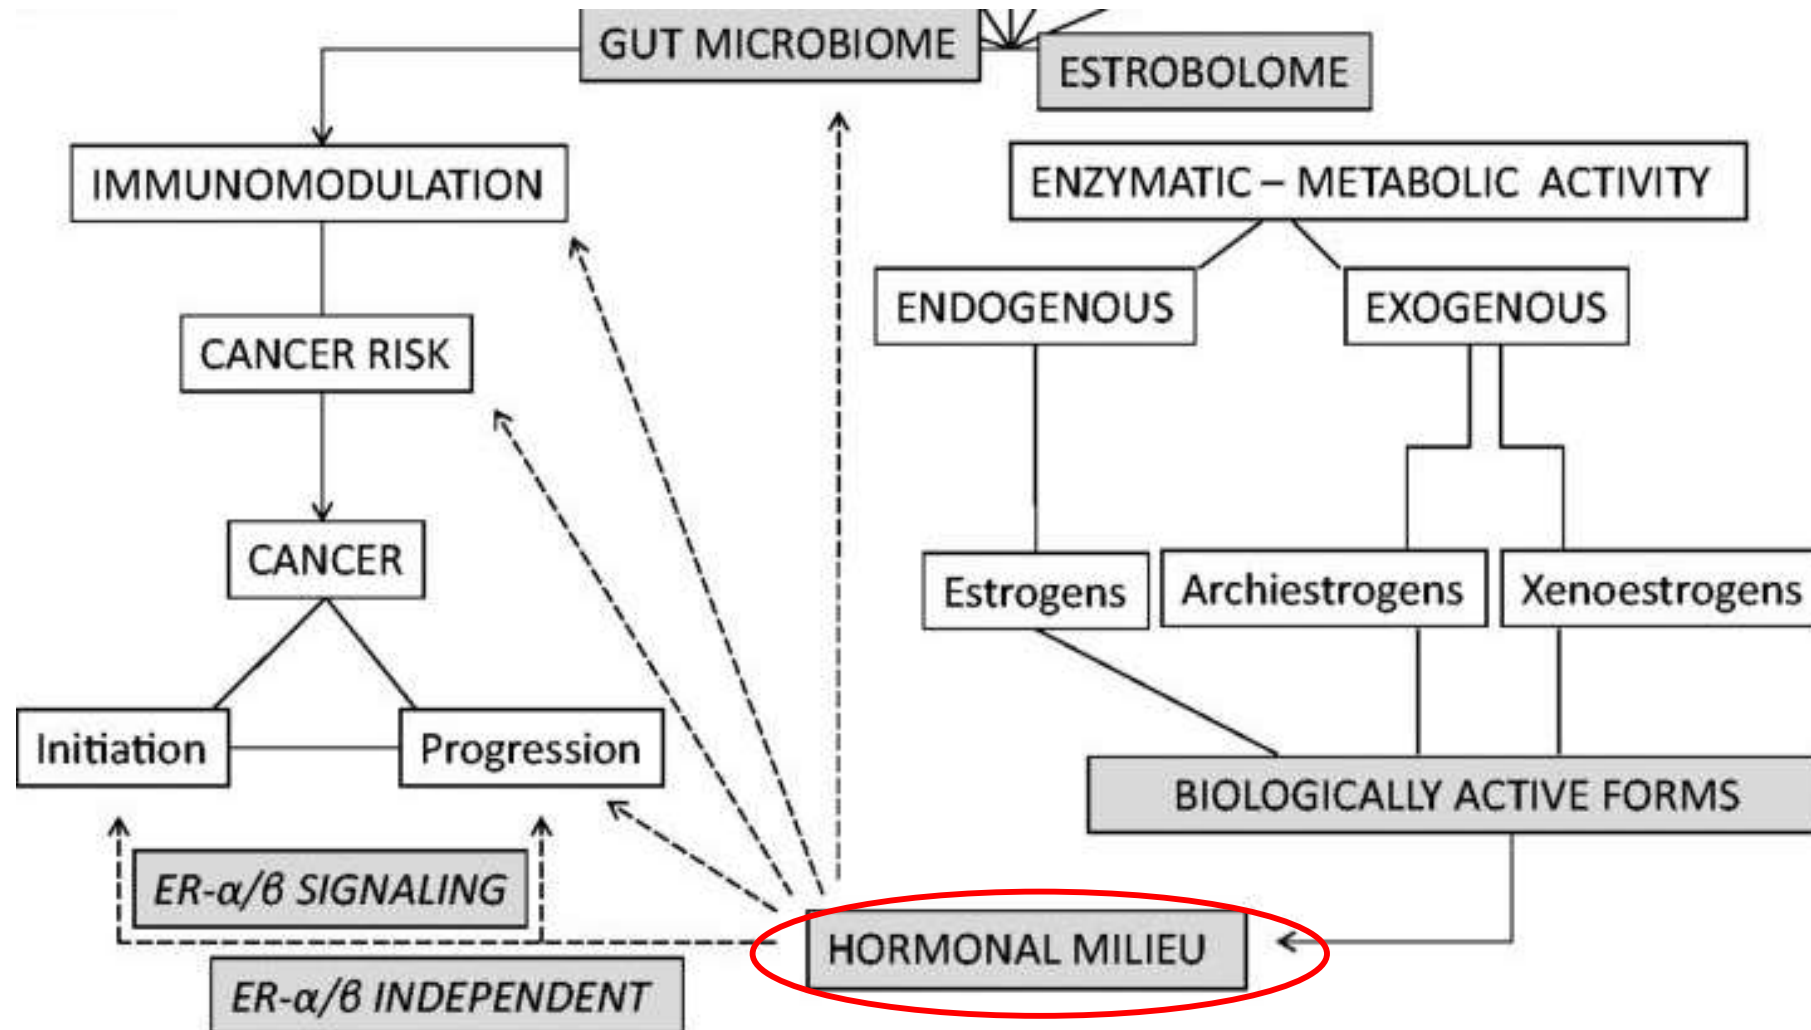 GUT MICROBIOME
ESTROBOLOME
IMMUNOMODULATION
ENZYMATIC – METABOLIC ACTIVITY
ENDOGENOUS
EXOGENOUS
CANCER RISK
CANCER
Estrogens
Archiestrogens
Xenoestrogens
Initiation
Progression
BIOLOGICALLY ACTIVE FORMS
ER-α/β SIGNALING
HORMONAL MILIEU
ER-α/β INDEPENDENT